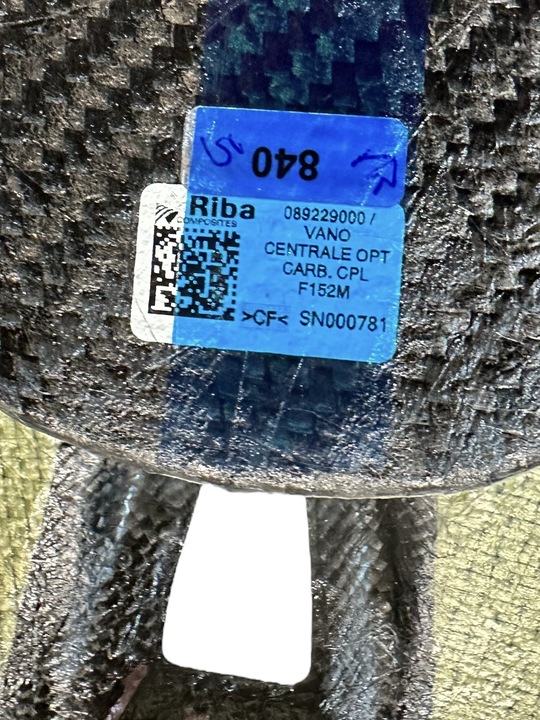 840
Riba
COMPOSITES
089229000 /
VANO
CENTRALE OPT
CARB. CPL
F152M
>CF< SN000781